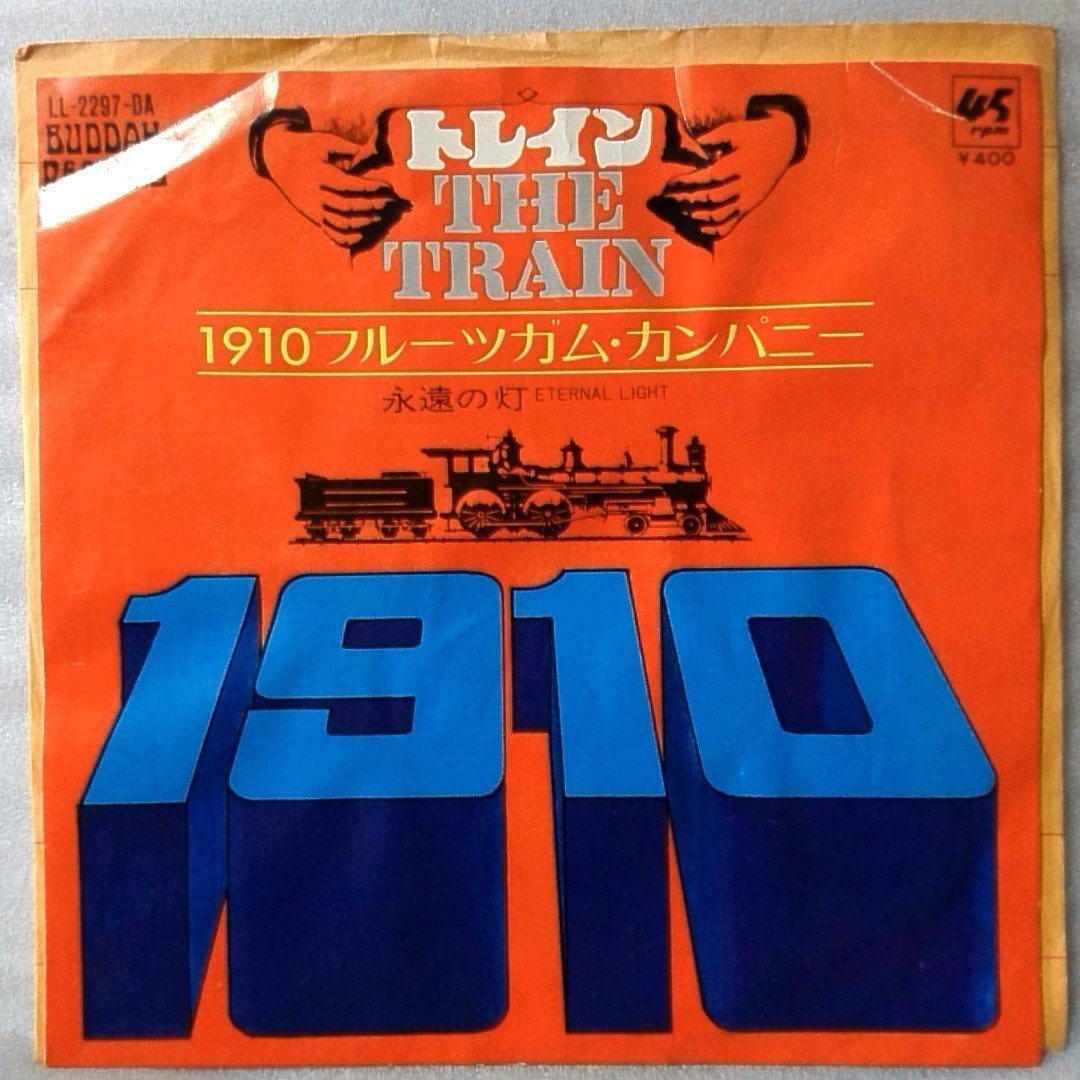 LL-2297-DA
BUDDAH
45
rpm
¥400
トレイン
THE
TRAIN
1910フルーツガム・カンパニー
永遠の灯 ETERNAL LIGHT
1910